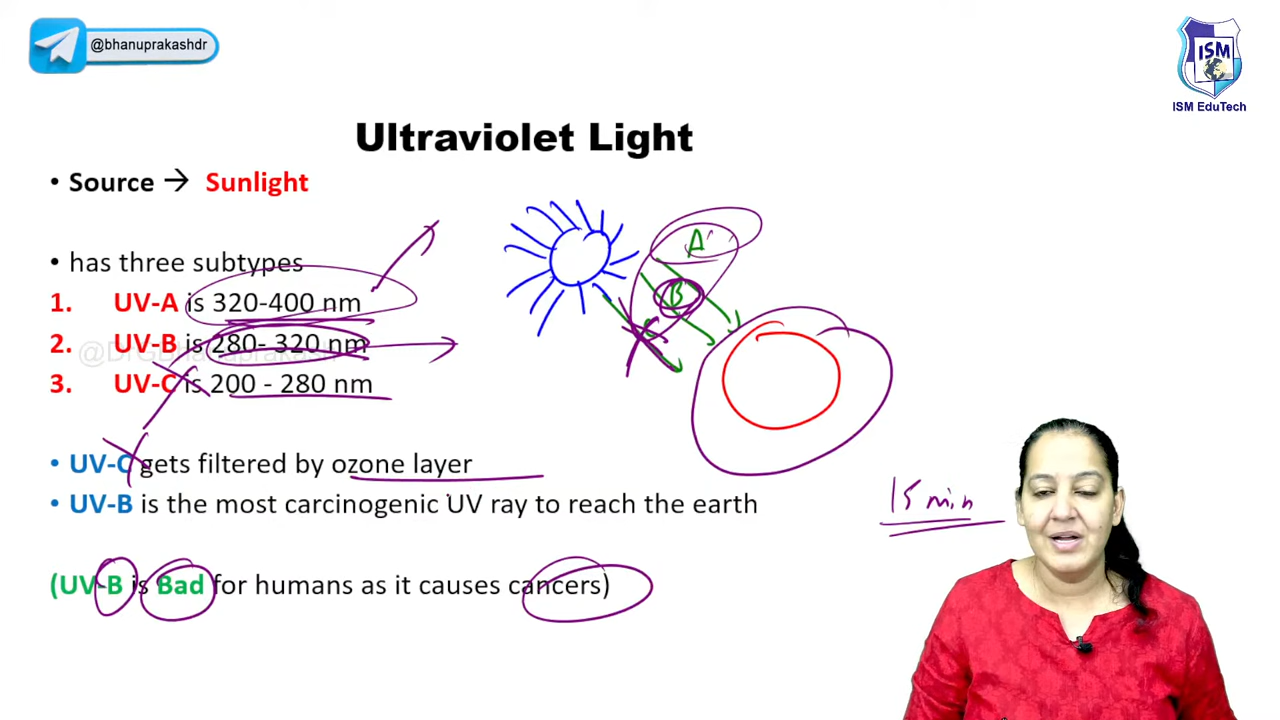 @bhanuprakashdr
ISM
ISM EduTech
Ultraviolet Light
• Source → Sunlight
• has three subtypes
1. UV-A is 320-400 nm
2. UV-B is 280- 320 nm
3. UV-C is 200 - 280 nm
A
B
C
• UV-C gets filtered by ozone layer
• UV-B is the most carcinogenic UV ray to reach the earth
15 min
(UV-B is Bad for humans as it causes cancers)